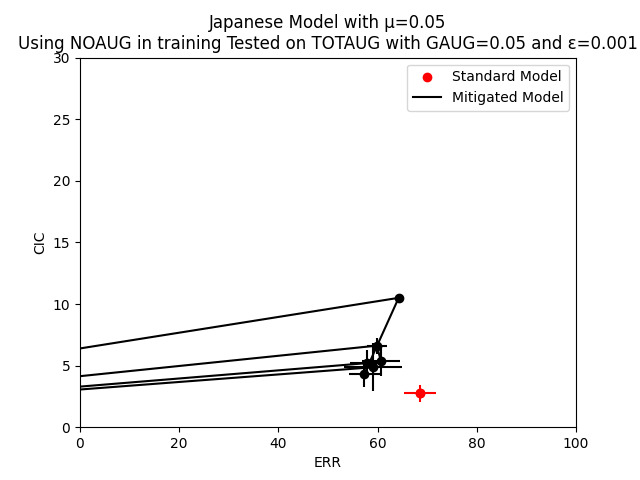 Japanese Model with μ=0.05
Using NOAUG in training Tested on TOTAUG with GAUG=0.05 and ε=0.001
Standard Model
Mitigated Model
30
25
20
15
10
5
0
CIC
0 20 40 60 80 100
ERR